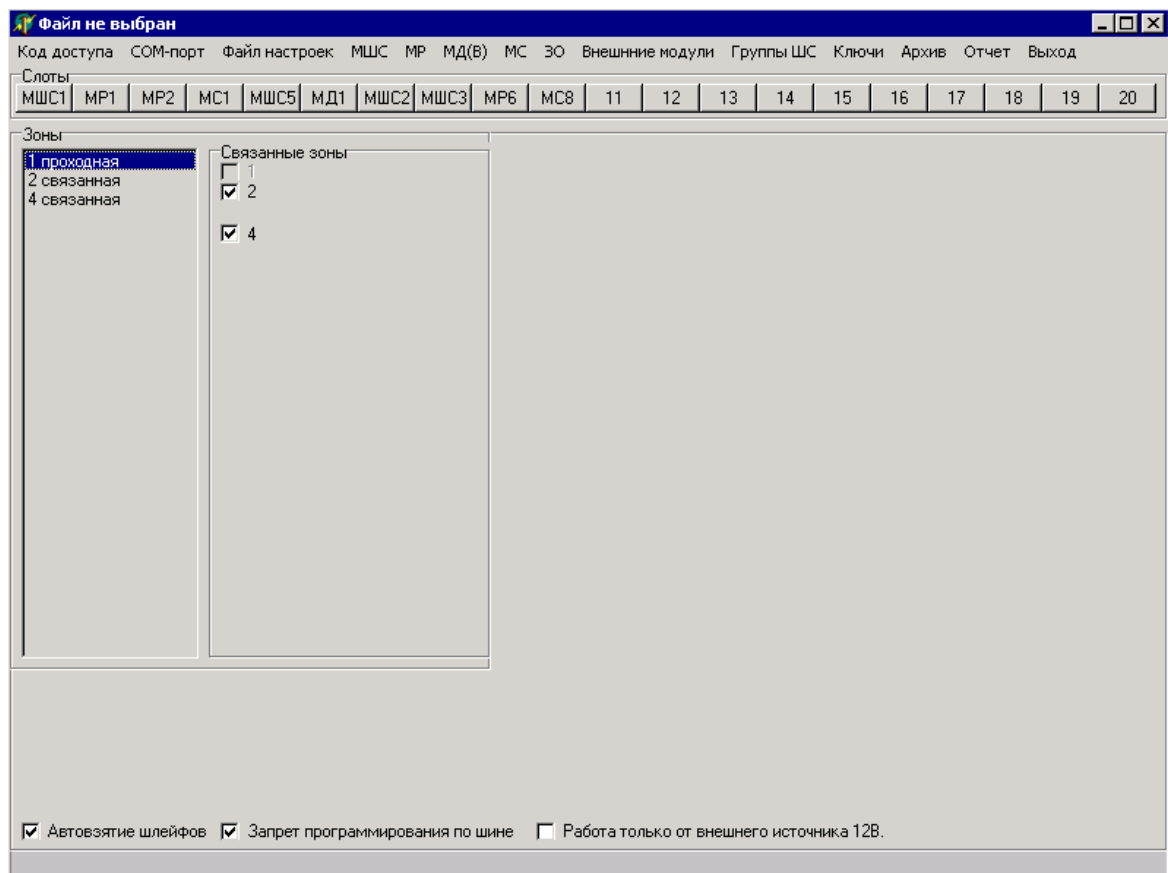 Файл не выбран
Код доступа COM-порт Файл настроек МШС МР МД(В) МС ЗО Внешнние модули Группы ШС Ключи Архив Отчет Выход
Слоты
МШС1 МР1 МР2 МС1 МШС5 МД1 МШС2 МШС3 МР6 МС8 11 12 13 14 15 16 17 18 19 20
Зоны
Связанные зоны
1 проходная
1
2 связанная
2
4 связанная
4
Автовзятие шлейфов Запрет программирования по шине Работа только от внешнего источника 12В.